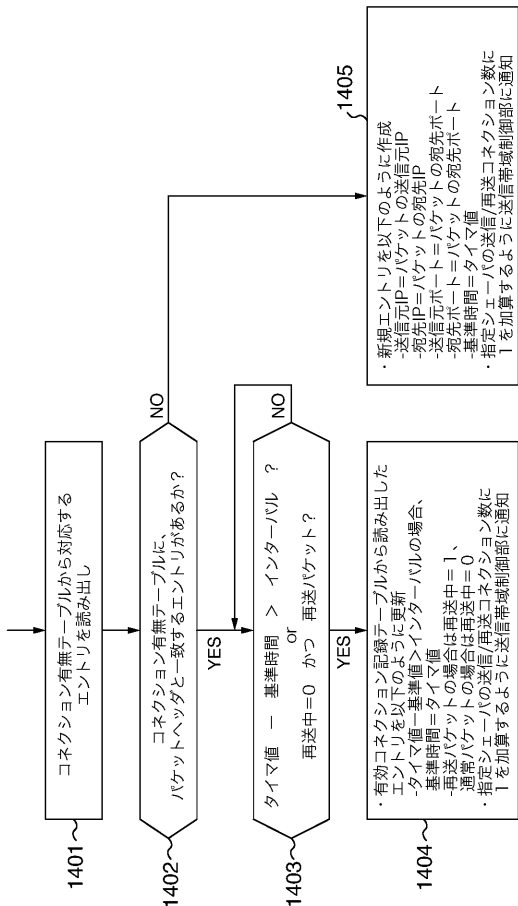 1401
コネクション有無テーブルから対応する
エントリを読み出し
1402
コネクション有無テーブルに、
パケットヘッダと一致するエントリがあるか？
NO
YES
1403
タイマ値 － 基準時間 ＞ インターバル ？
or
再送中=0 かつ 再送パケット？
NO
YES
1404
・有効コネクション記録テーブルから読み出した
エントリを以下のように更新
-タイマ値−基準値>インターバルの場合、
基準時間=タイマ値
-再送パケットの場合は再送中=1、
通常パケットの場合は再送中=0
・指定シェーパの送信/再送コネクション数に
1を加算するように送信帯域制御部に通知
1405
・新規エントリを以下のように作成
-送信元IP=パケットの送信元IP
-宛先IP=パケットの宛先IP
-送信元ポート=パケットの宛先ポート
-宛先ポート=パケットの宛先ポート
-基準時間=タイマ値
・指定シェーパの送信/再送コネクション数に
1を加算するように送信帯域制御部に通知